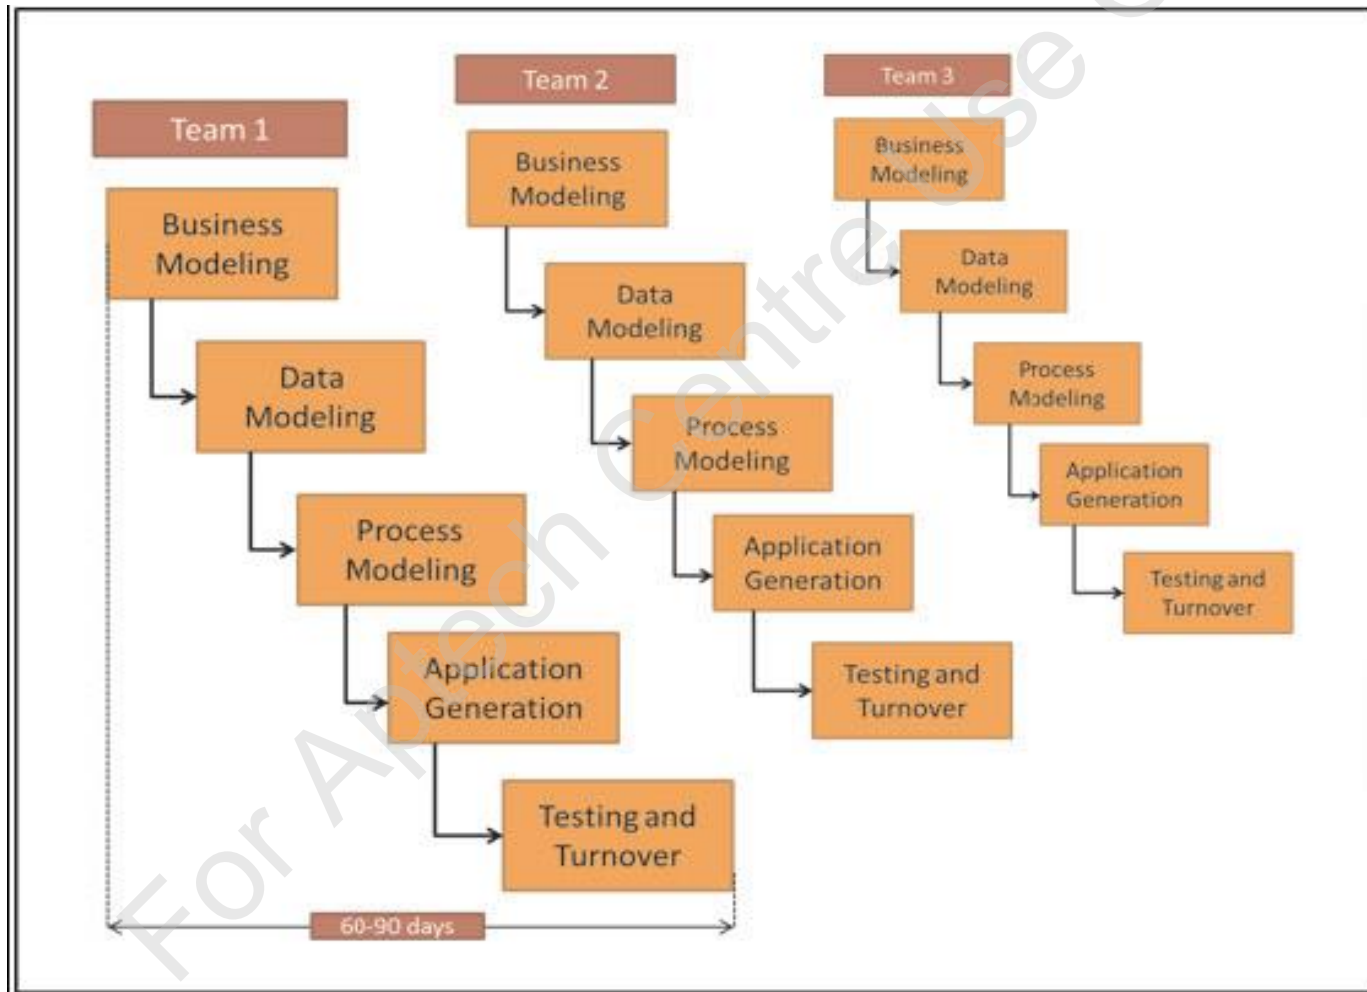 Team 1
Business
Modeling
Data
Modeling
Process
Modeling
Application
Generation
Testing and
Turnover
60-90 days
Team 2
Business
Modeling
Data
Modeling
Process
Modeling
Application
Generation
Testing and
Turnover
Team 3
Business
Modeling
Data
Modeling
Process
Modeling
Application
Generation
Testing and
Turnover
For Aptech Centre Use